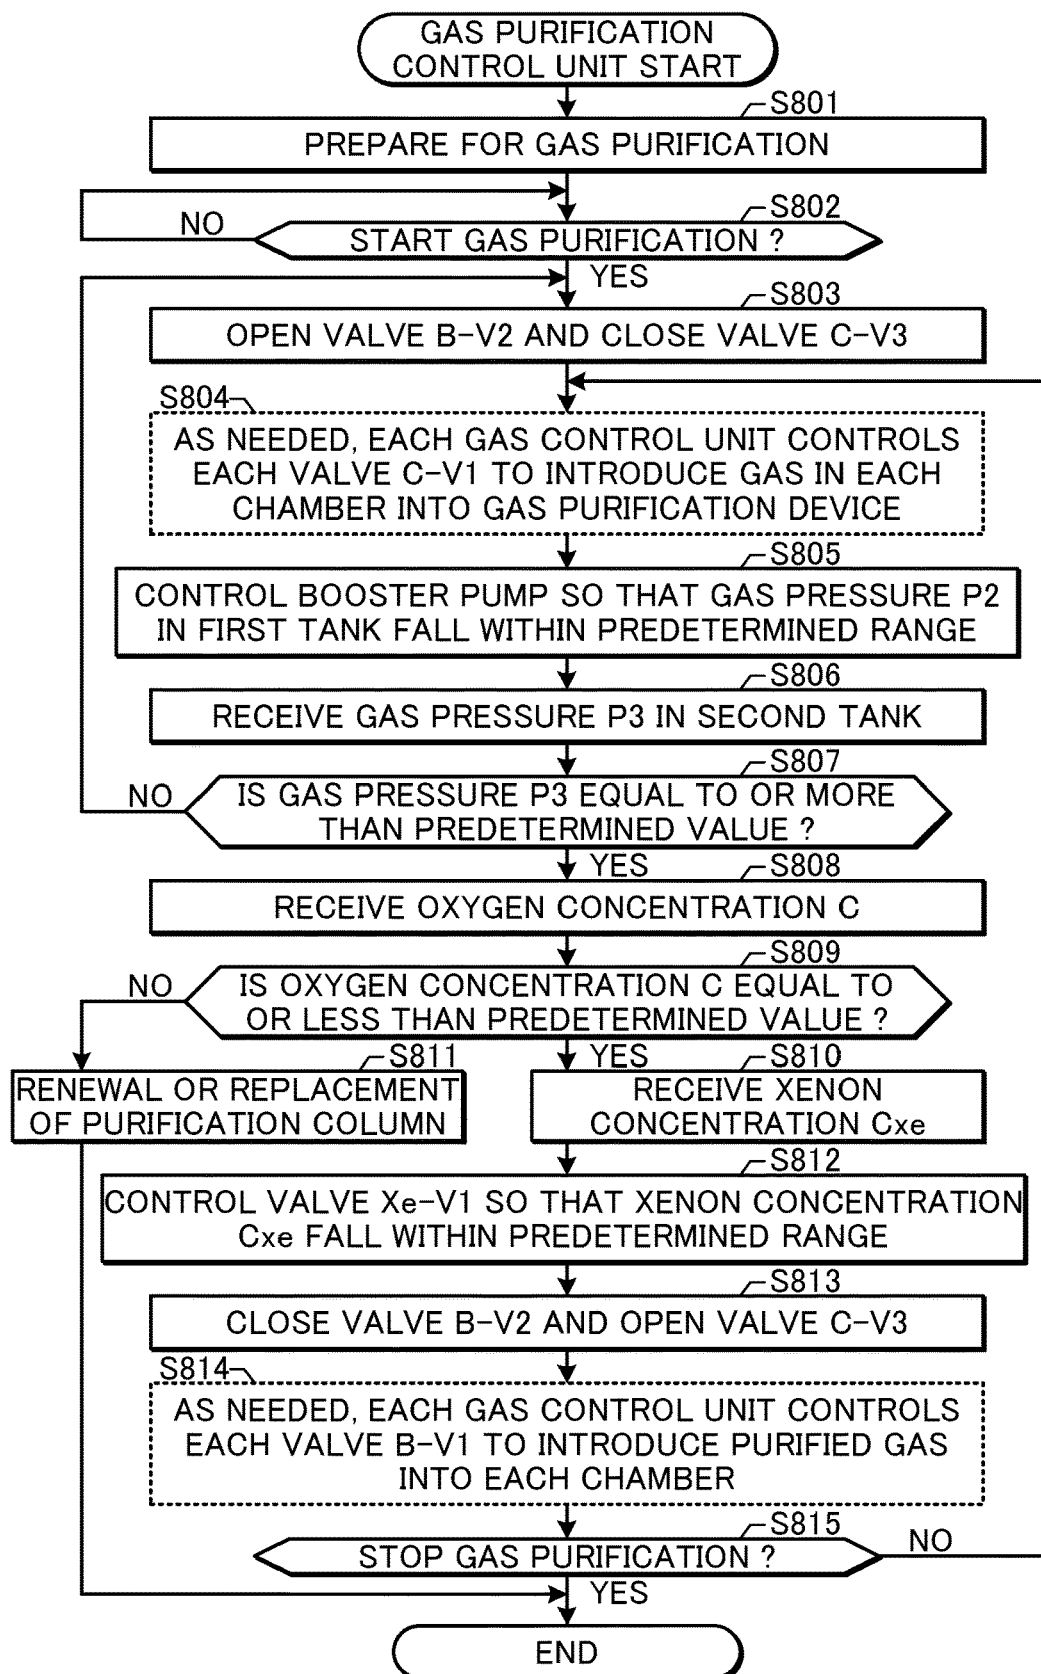 GAS PURIFICATION
CONTROL UNIT START
S801
PREPARE FOR GAS PURIFICATION
S802
NO
START GAS PURIFICATION ?
YES
S803
OPEN VALVE B-V2 AND CLOSE VALVE C-V3
S804
AS NEEDED, EACH GAS CONTROL UNIT CONTROLS
EACH VALVE C-V1 TO INTRODUCE GAS IN EACH
CHAMBER INTO GAS PURIFICATION DEVICE
S805
CONTROL BOOSTER PUMP SO THAT GAS PRESSURE P2
IN FIRST TANK FALL WITHIN PREDETERMINED RANGE
S806
RECEIVE GAS PRESSURE P3 IN SECOND TANK
S807
NO
IS GAS PRESSURE P3 EQUAL TO OR MORE
THAN PREDETERMINED VALUE ?
YES
S808
RECEIVE OXYGEN CONCENTRATION C
S809
NO
IS OXYGEN CONCENTRATION C EQUAL TO
OR LESS THAN PREDETERMINED VALUE ?
YES
S811
RENEWAL OR REPLACEMENT
OF PURIFICATION COLUMN
S810
RECEIVE XENON
CONCENTRATION Cxe
S812
CONTROL VALVE Xe-V1 SO THAT XENON CONCENTRATION
Cxe FALL WITHIN PREDETERMINED RANGE
S813
CLOSE VALVE B-V2 AND OPEN VALVE C-V3
S814
AS NEEDED, EACH GAS CONTROL UNIT CONTROLS
EACH VALVE B-V1 TO INTRODUCE PURIFIED GAS
INTO EACH CHAMBER
S815
STOP GAS PURIFICATION ?
NO
YES
END